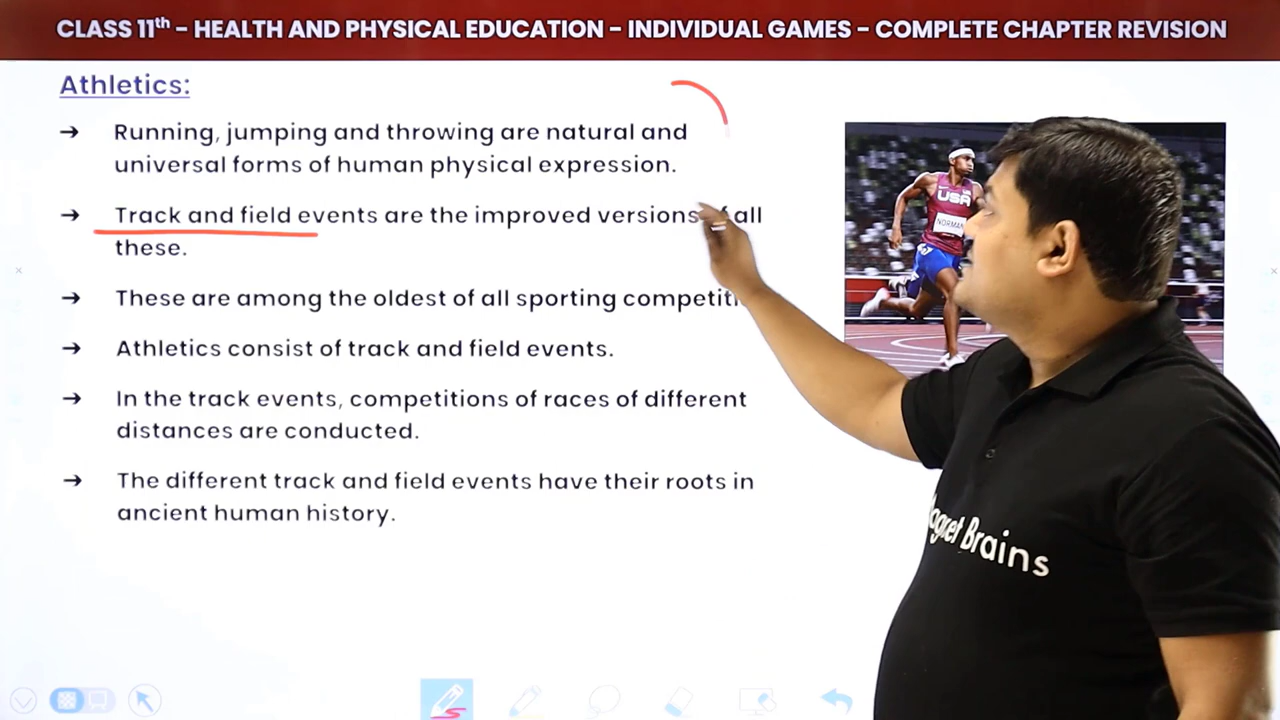 CLASS 11th – HEALTH AND PHYSICAL EDUCATION – INDIVIDUAL GAMES – COMPLETE CHAPTER REVISION
Athletics:
➔ Running, jumping and throwing are natural and
universal forms of human physical expression.
➔ Track and field events are the improved versions of all
these.
➔ These are among the oldest of all sporting
➔ Athletics consist of track and field events.
➔ In the track events, competitions of races of different
distances are conducted.
➔ The different track and field events have their roots in
ancient human history.
USA
NORMAN
Brains